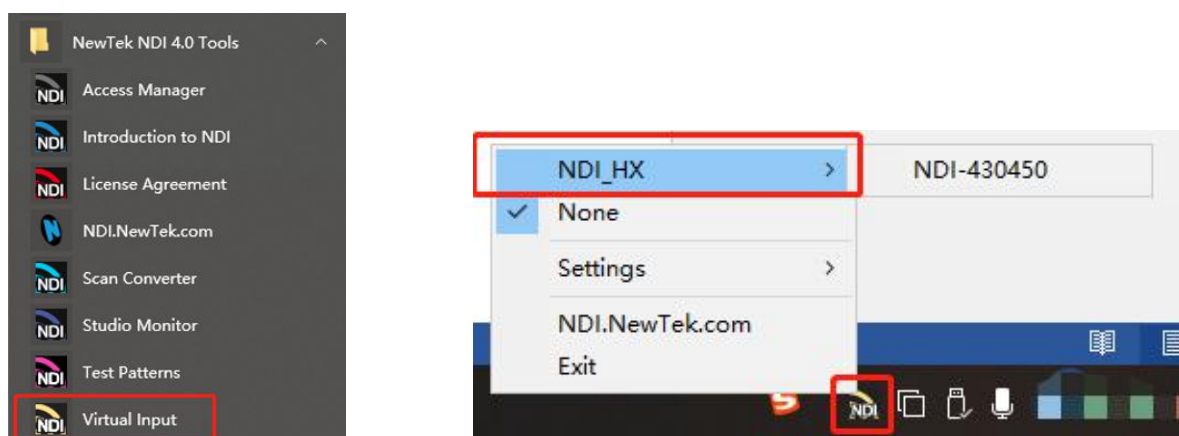 NewTek NDI 4.0 Tools
NDI Access Manager
NDI Introduction to NDI
NDI License Agreement
NDI.NewTek.com
NDI Scan Converter
NDI Studio Monitor
NDI Test Patterns
NDI Virtual Input
NDI_HX
NDI-430450
None
Settings
NDI.NewTek.com
Exit
NDI